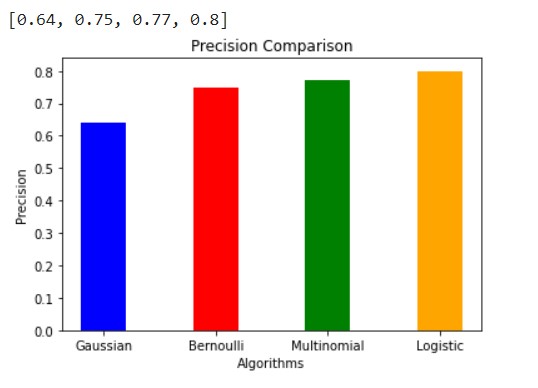 [0.64, 0.75, 0.77, 0.8]
Precision Comparison
0.8
0.7
0.6
0.5
0.4
0.3
0.2
0.1
0.0
Precision
Gaussian Bernoulli Multinomial Logistic
Algorithms